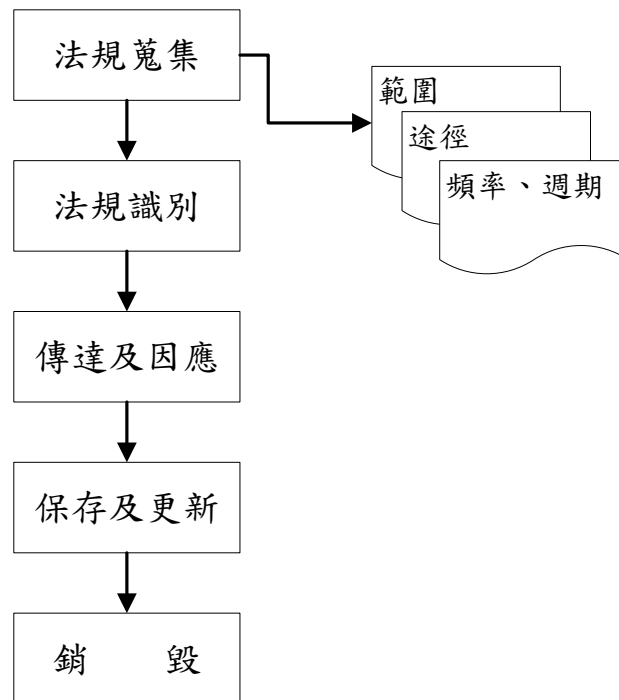 法規蒐集
範圍
途徑
頻率、週期
法規識別
傳達及因應
保存及更新
銷　　毀